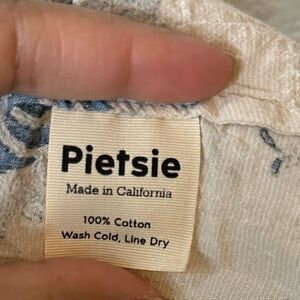 Pietsie
Made in California
100% Cotton
Wash Cold, Line Dry